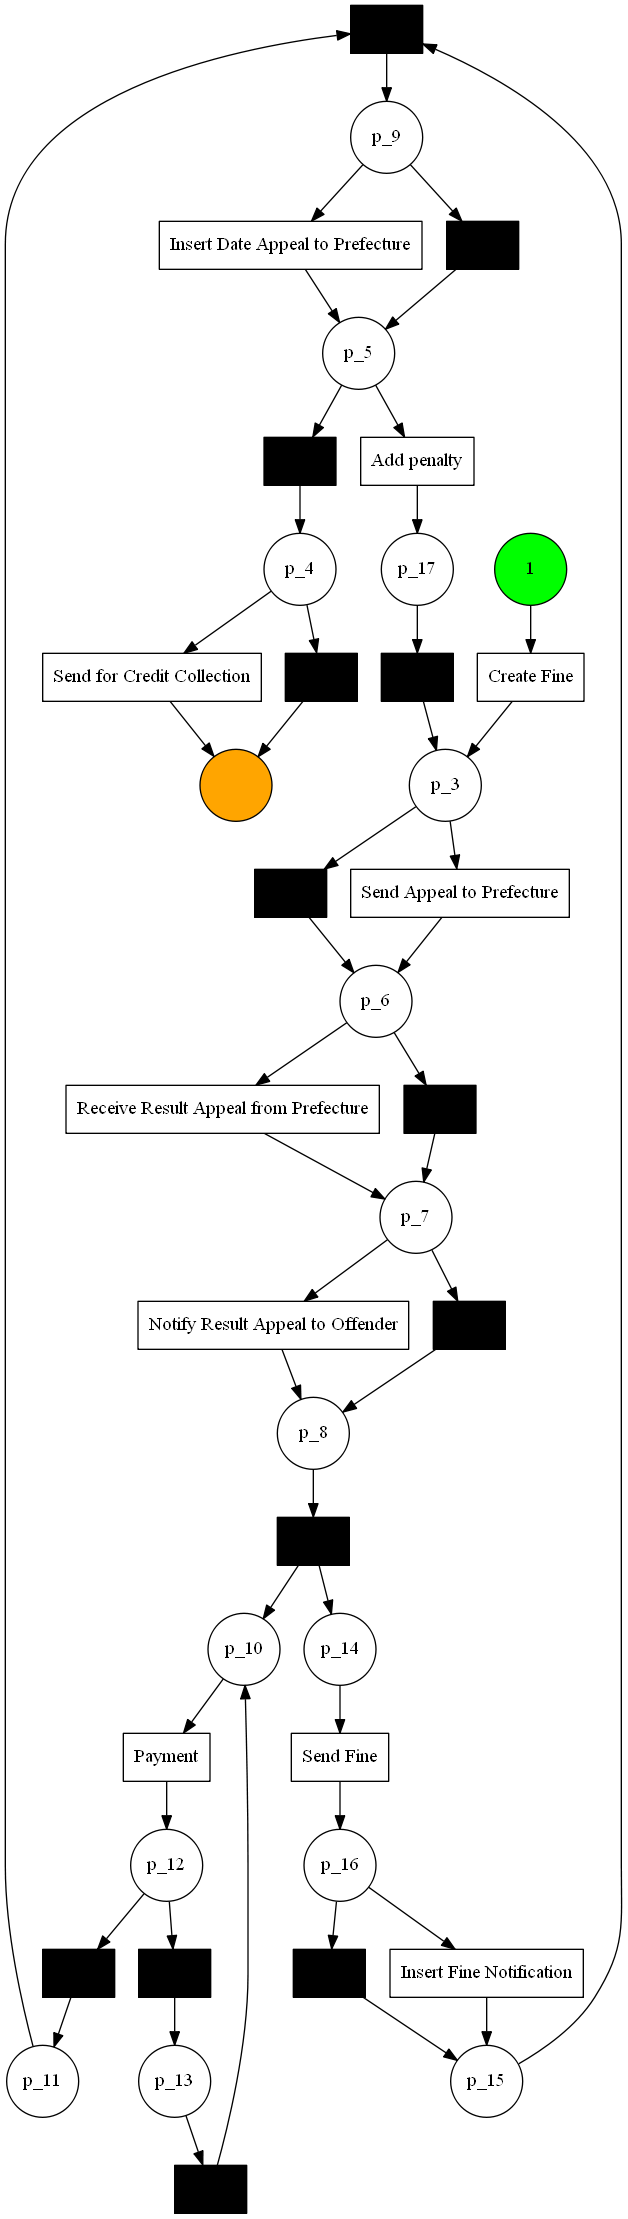 p_9
Insert Date Appeal to Prefecture
p_5
Add penalty
p_4
p_17
1
Send for Credit Collection
Create Fine
p_3
Send Appeal to Prefecture
p_6
Receive Result Appeal from Prefecture
p_7
Notify Result Appeal to Offender
p_8
p_10
p_14
Payment
Send Fine
p_12
p_16
Insert Fine Notification
p_11
p_13
p_15